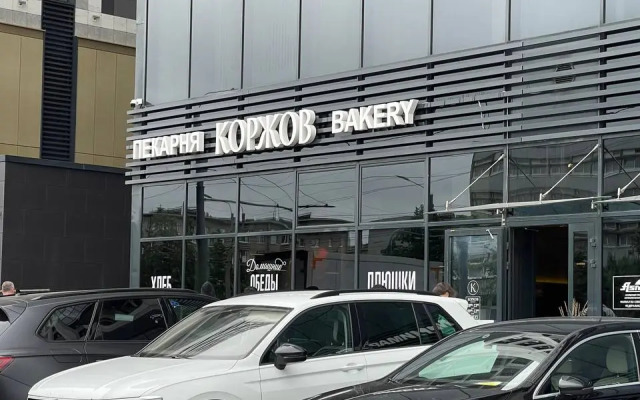 ПЕКАРНЯ КОРЖОВ BAKERY
ХЛЕБ
Домашние
ОБЕДЫ
ПЛЮШКИ
K